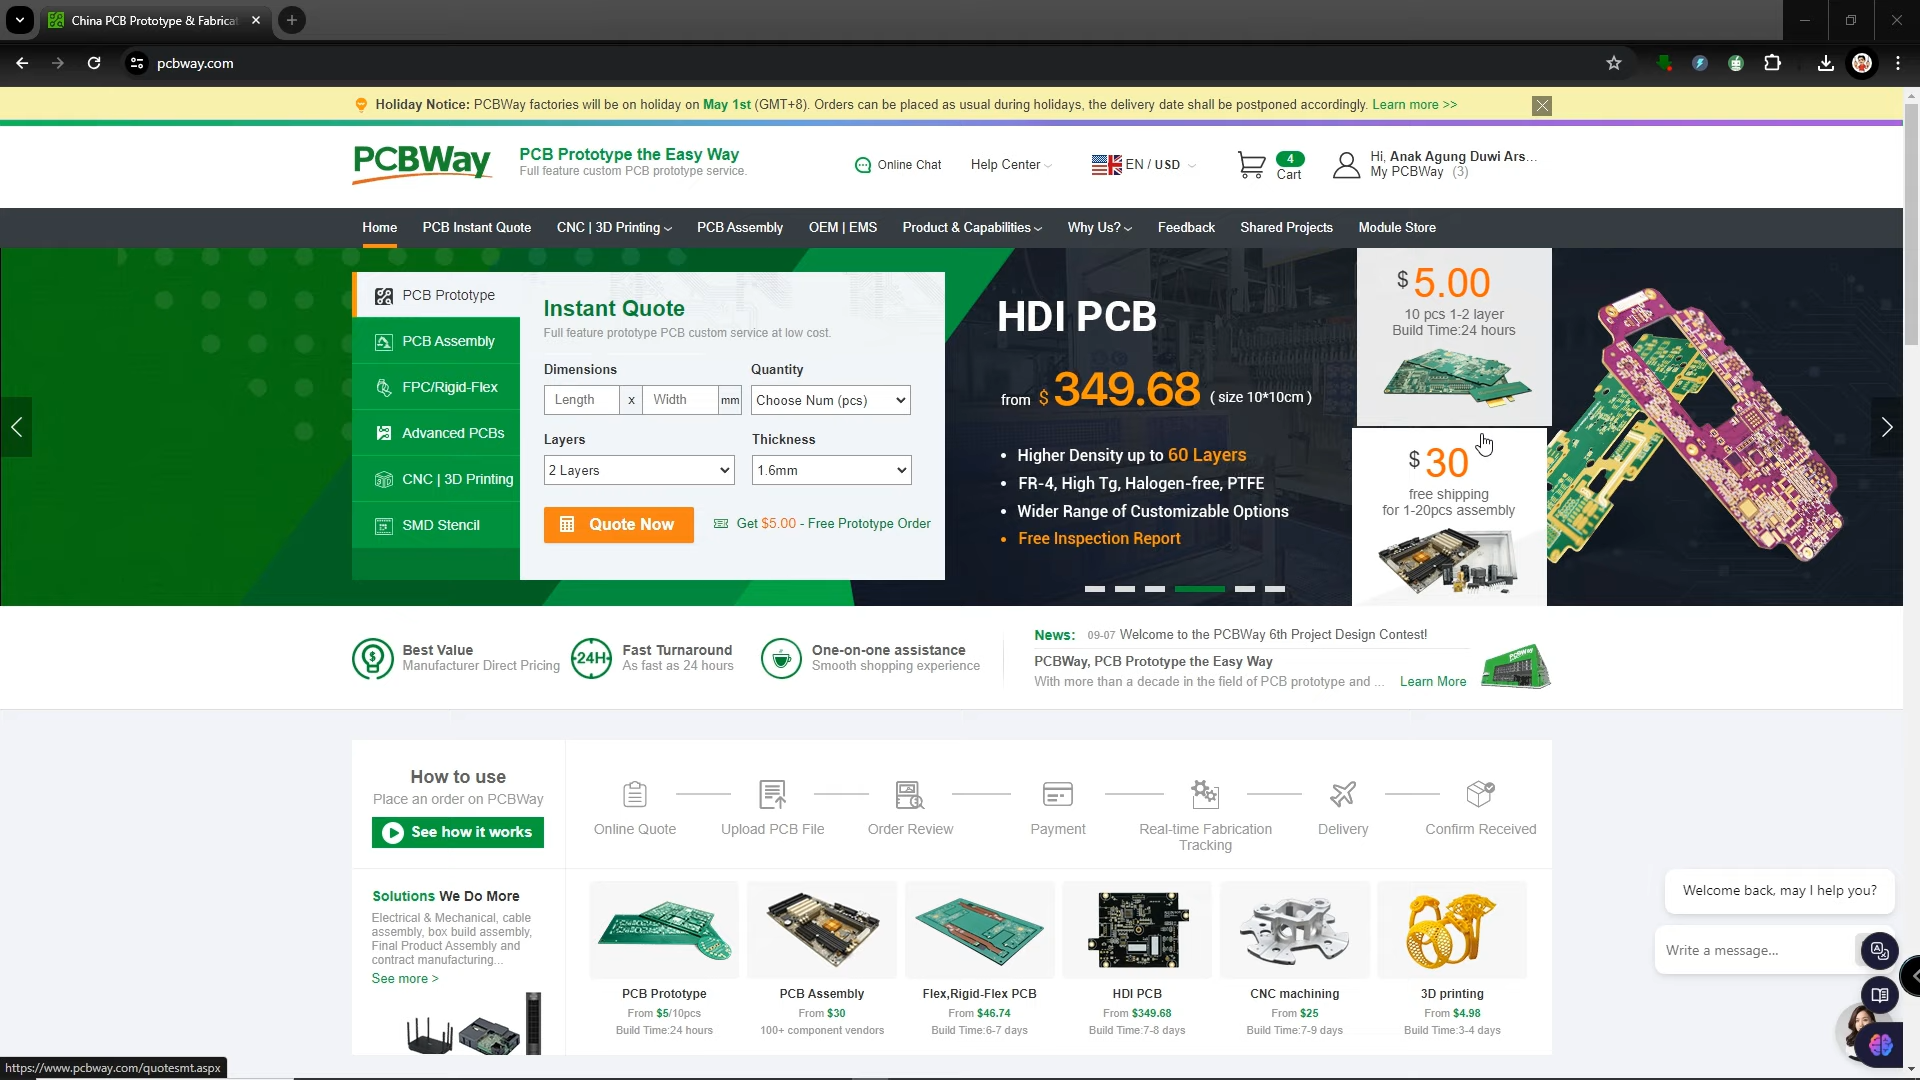 China PCB Prototype & Fabricat
pcbway.com
Holiday Notice: PCBWay factories will be on holiday on May 1st (GMT+8). Orders can be placed as usual during holidays, the delivery date shall be postponed accordingly. Learn more >>
PCBWay
PCB Prototype the Easy Way
Full feature custom PCB prototype service.
Online Chat
Help Center
EN / USD
4
Cart
Hi, Anak Agung Duwi Ars...
My PCBWay (3)
Home
PCB Instant Quote
CNC | 3D Printing
PCB Assembly
OEM | EMS
Product & Capabilities
Why Us?
Feedback
Shared Projects
Module Store
PCB Prototype
PCB Assembly
FPC/Rigid-Flex
Advanced PCBs
CNC | 3D Printing
SMD Stencil
Instant Quote
Full feature prototype PCB custom service at low cost.
Dimensions
Quantity
Length x Width mm
Choose Num (pcs)
Layers
Thickness
2 Layers
1.6mm
Quote Now
Get $5.00 - Free Prototype Order
HDI PCB
from $ 349.68 ( size 10*10cm )
• Higher Density up to 60 Layers
• FR-4, High Tg, Halogen-free, PTFE
• Wider Range of Customizable Options
• Free Inspection Report
$ 5.00
10 pcs 1-2 layer
Build Time:24 hours
$ 30
free shipping
for 1-20pcs assembly
Best Value
Manufacturer Direct Pricing
24H
Fast Turnaround
As fast as 24 hours
One-on-one assistance
Smooth shopping experience
News: 09-07 Welcome to the PCBWay 6th Project Design Contest!
PCBWay, PCB Prototype the Easy Way
With more than a decade in the field of PCB prototype and ... Learn More
How to use
Place an order on PCBWay
See how it works
Online Quote
Upload PCB File
Order Review
Payment
Real-time Fabrication
Tracking
Delivery
Confirm Received
Solutions We Do More
Electrical & Mechanical, cable
assembly, box build assembly,
Final Product Assembly and
contract manufacturing...
See more >
PCB Prototype
From $5/10pcs
Build Time:24 hours
PCB Assembly
From $30
100+ component vendors
Flex,Rigid-Flex PCB
From $46.74
Build Time:6-7 days
HDI PCB
From $349.68
Build Time:7-8 days
CNC machining
From $25
Build Time:7-9 days
3D printing
From $4.98
Build Time:3-4 days
Welcome back, may I help you?
Write a message...
https://www.pcbway.com/quotesmt.aspx